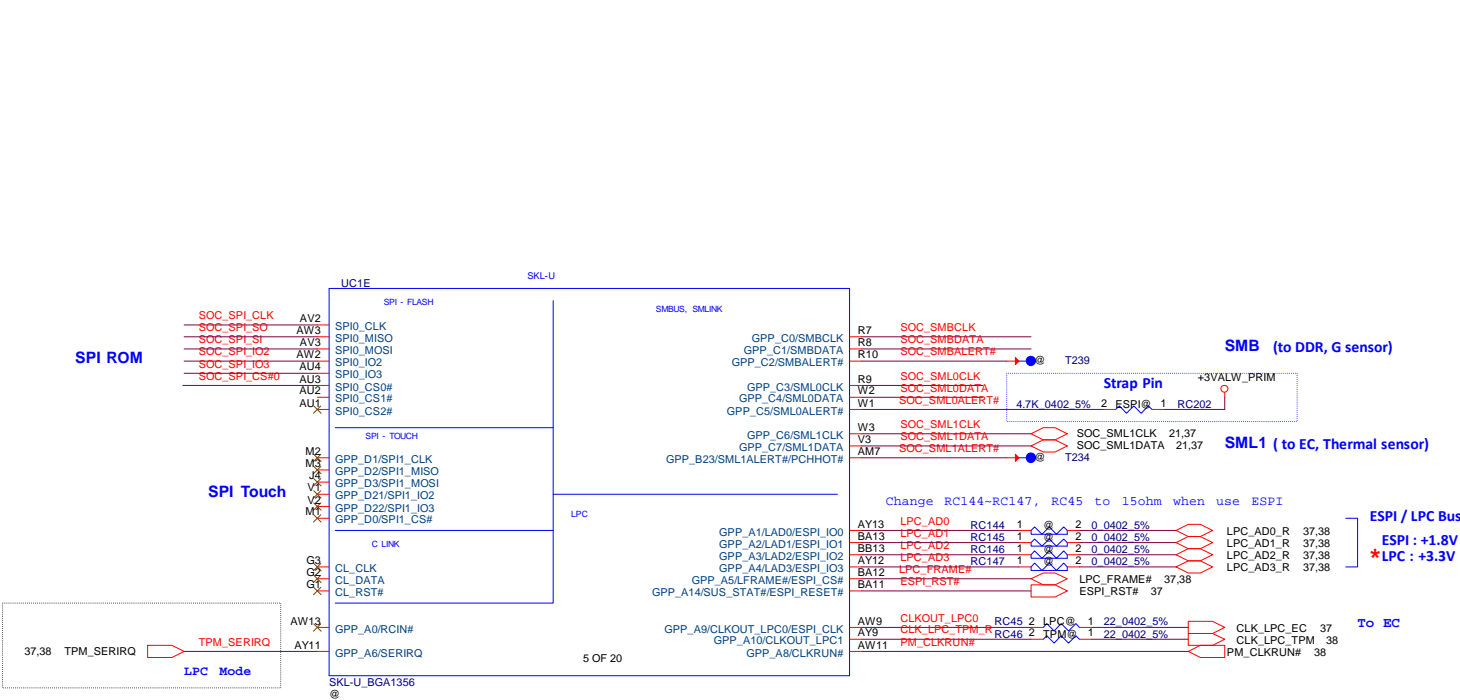 SKL-U
UC1E
SPI - FLASH
SMBUS, SMLINK
SPI ROM
SOC_SPI_CLK AV2 SPI0_CLK
SOC_SPI_SO AW3 SPI0_MISO
SOC_SPI_SI AV3 SPI0_MOSI
SOC_SPI_IO2 AW2 SPI0_IO2
SOC_SPI_IO3 AU4 SPI0_IO3
SOC_SPI_CS#0 AU3 SPI0_CS0#
AU2 SPI0_CS1#
AU1 SPI0_CS2#
GPP_C0/SMBCLK R7 SOC_SMBCLK
GPP_C1/SMBDATA R8 SOC_SMBDATA
GPP_C2/SMBALERT# R10 SOC_SMBALERT# @ T239
SMB (to DDR, G sensor)
Strap Pin
+3VALW_PRIM
GPP_C3/SML0CLK R9 SOC_SML0CLK
GPP_C4/SML0DATA W2 SOC_SML0DATA
GPP_C5/SML0ALERT# W1 SOC_SML0ALERT# 4.7K_0402_5% 2 ESPI@ 1 RC202
GPP_C6/SML1CLK W3 SOC_SML1CLK SOC_SML1CLK 21,37
GPP_C7/SML1DATA V3 SOC_SML1DATA SOC_SML1DATA 21,37
GPP_B23/SML1ALERT#/PCHHOT# AM7 SOC_SML1ALERT# @ T234
SML1 ( to EC, Thermal sensor)
SPI - TOUCH
SPI Touch
M2 GPP_D1/SPI1_CLK
M3 GPP_D2/SPI1_MISO
J4 GPP_D3/SPI1_MOSI
V1 GPP_D21/SPI1_IO2
V2 GPP_D22/SPI1_IO3
M1 GPP_D0/SPI1_CS#
LPC
Change RC144~RC147, RC45 to 15ohm when use ESPI
GPP_A1/LAD0/ESPI_IO0 AY13 LPC_AD0 RC144 1 @ 2 0_0402_5% LPC_AD0_R 37,38
GPP_A2/LAD1/ESPI_IO1 BA13 LPC_AD1 RC145 1 @ 2 0_0402_5% LPC_AD1_R 37,38
GPP_A3/LAD2/ESPI_IO2 BB13 LPC_AD2 RC146 1 @ 2 0_0402_5% LPC_AD2_R 37,38
GPP_A4/LAD3/ESPI_IO3 AY12 LPC_AD3 RC147 1 @ 2 0_0402_5% LPC_AD3_R 37,38
GPP_A5/LFRAME#/ESPI_CS# BA12 LPC_FRAME# LPC_FRAME# 37,38
GPP_A14/SUS_STAT#/ESPI_RESET# BA11 ESPI_RST# ESPI_RST# 37
ESPI / LPC Bus
ESPI : +1.8V
*LPC : +3.3V
C LINK
G3 CL_CLK
G2 CL_DATA
G1 CL_RST#
AW13 GPP_A0/RCIN#
37,38 TPM_SERIRQ TPM_SERIRQ AY11 GPP_A6/SERIRQ
LPC Mode
GPP_A9/CLKOUT_LPC0/ESPI_CLK AW9 CLKOUT_LPC0 RC45 2 LPC@ 1 22_0402_5% CLK_LPC_EC 37
GPP_A10/CLKOUT_LPC1 AY9 CLK_LPC_TPM_R RC46 2 TPM@ 1 22_0402_5% CLK_LPC_TPM 38
GPP_A8/CLKRUN# AW11 PM_CLKRUN# PM_CLKRUN# 38
To EC
5 OF 20
SKL-U_BGA1356
@